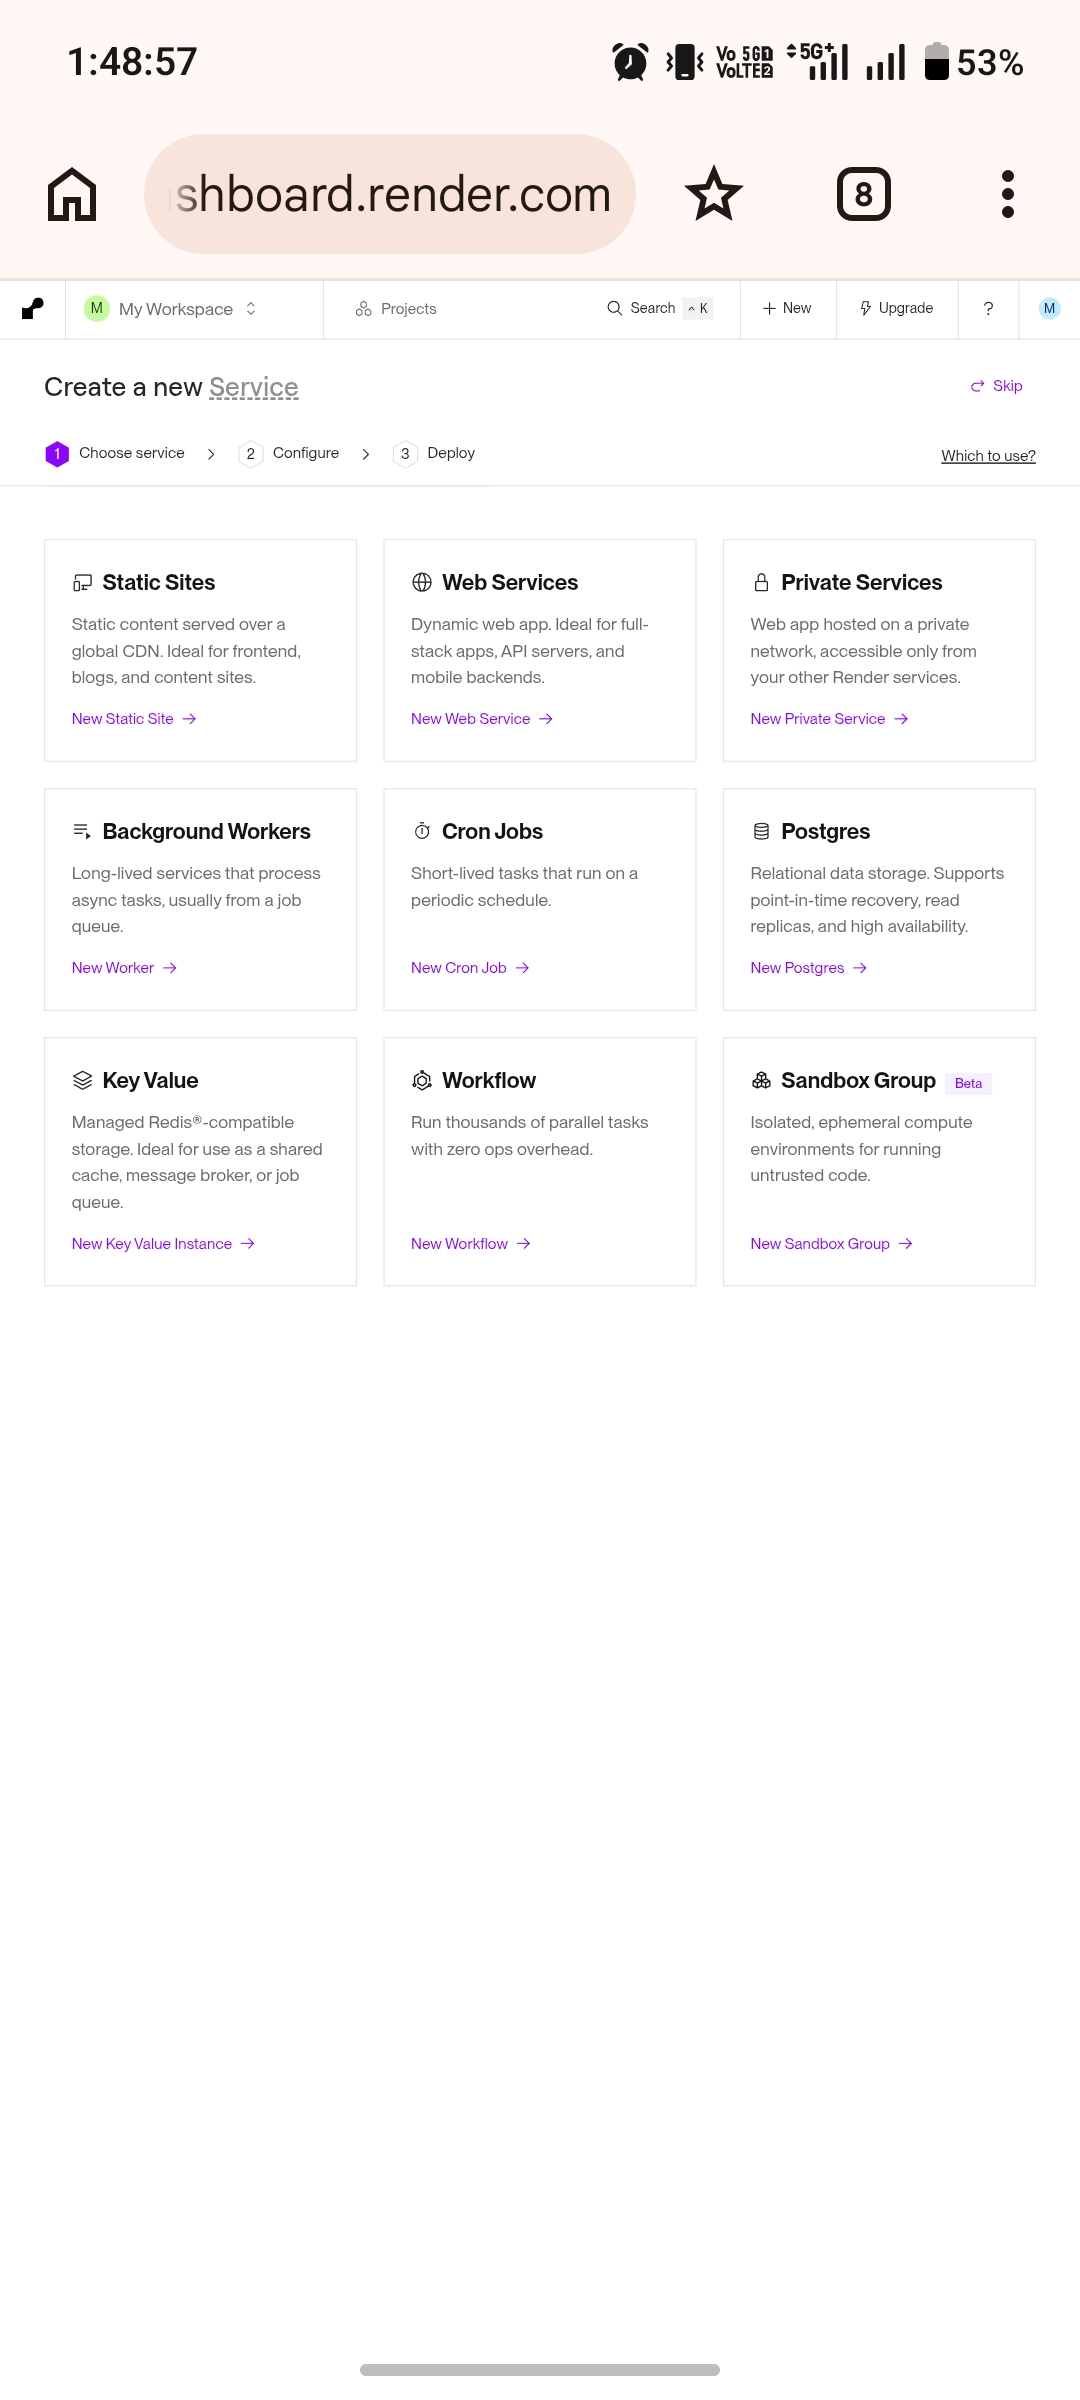 1:48:57
Vo 5G 1
VoLTE 2
5G+
53%
shboard.render.com
8
M My Workspace
Projects
Search ^ K
+ New
Upgrade
?
M
Create a new Service
Skip
1 Choose service > 2 Configure > 3 Deploy
Which to use?
Static Sites
Static content served over a
global CDN. Ideal for frontend,
blogs, and content sites.
New Static Site →
Web Services
Dynamic web app. Ideal for full-
stack apps, API servers, and
mobile backends.
New Web Service →
Private Services
Web app hosted on a private
network, accessible only from
your other Render services.
New Private Service →
Background Workers
Long-lived services that process
async tasks, usually from a job
queue.
New Worker →
Cron Jobs
Short-lived tasks that run on a
periodic schedule.
New Cron Job →
Postgres
Relational data storage. Supports
point-in-time recovery, read
replicas, and high availability.
New Postgres →
Key Value
Managed Redis®-compatible
storage. Ideal for use as a shared
cache, message broker, or job
queue.
New Key Value Instance →
Workflow
Run thousands of parallel tasks
with zero ops overhead.
New Workflow →
Sandbox Group Beta
Isolated, ephemeral compute
environments for running
untrusted code.
New Sandbox Group →